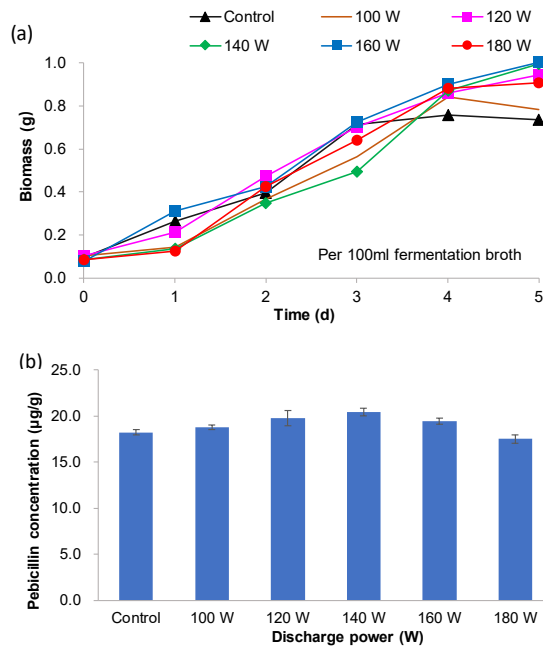 (a)
Control 100 W 120 W
140 W 160 W 180 W
Biomass (g)
1.0
0.8
0.6
0.4
0.2
0.0
Per 100ml fermentation broth
0 1 2 3 4 5
Time (d)
(b)
Pebicillin concentration (µg/g)
25.0
20.0
15.0
10.0
5.0
0.0
Control 100 W 120 W 140 W 160 W 180 W
Discharge power (W)